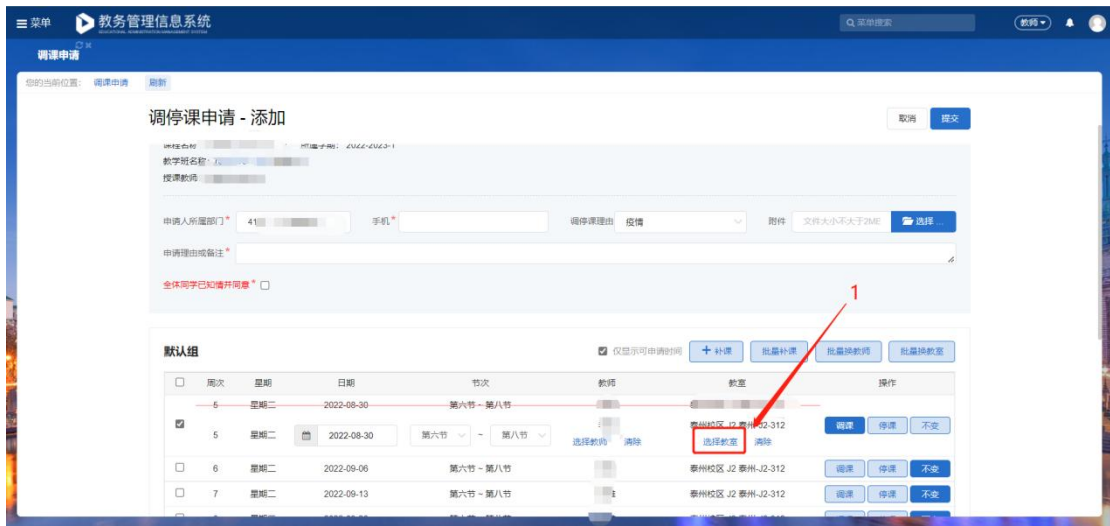 菜单 教务管理信息系统 菜单搜索 教师
调课申请
您的当前位置： 调课申请 刷新
调停课申请 - 添加 取消 提交
课程名称 所属学期： 2022-2023-1
教学班名称：
授课教师
申请人所属部门* 41 手机* 调停课理由 疫情 附件 文件大小不大于2ME 选择 ...
申请理由或备注*
全体同学已知情并同意*
1
默认组 仅显示可申请时间 + 补课 批量补课 批量换教师 批量换教室
周次 星期 日期 节次 教师 教室 操作
5 星期二 2022-08-30 第六节 - 第八节
5 星期二 2022-08-30 第六节 ~ 第八节 泰州校区 J2 泰州-J2-312 调课 停课 不变
选择教师 清除 选择教室 清除
6 星期二 2022-09-06 第六节 ~ 第八节 泰州校区 J2 泰州-J2-312 调课 停课 不变
7 星期二 2022-09-13 第六节 ~ 第八节 泰州校区 J2 泰州-J2-312 调课 停课 不变